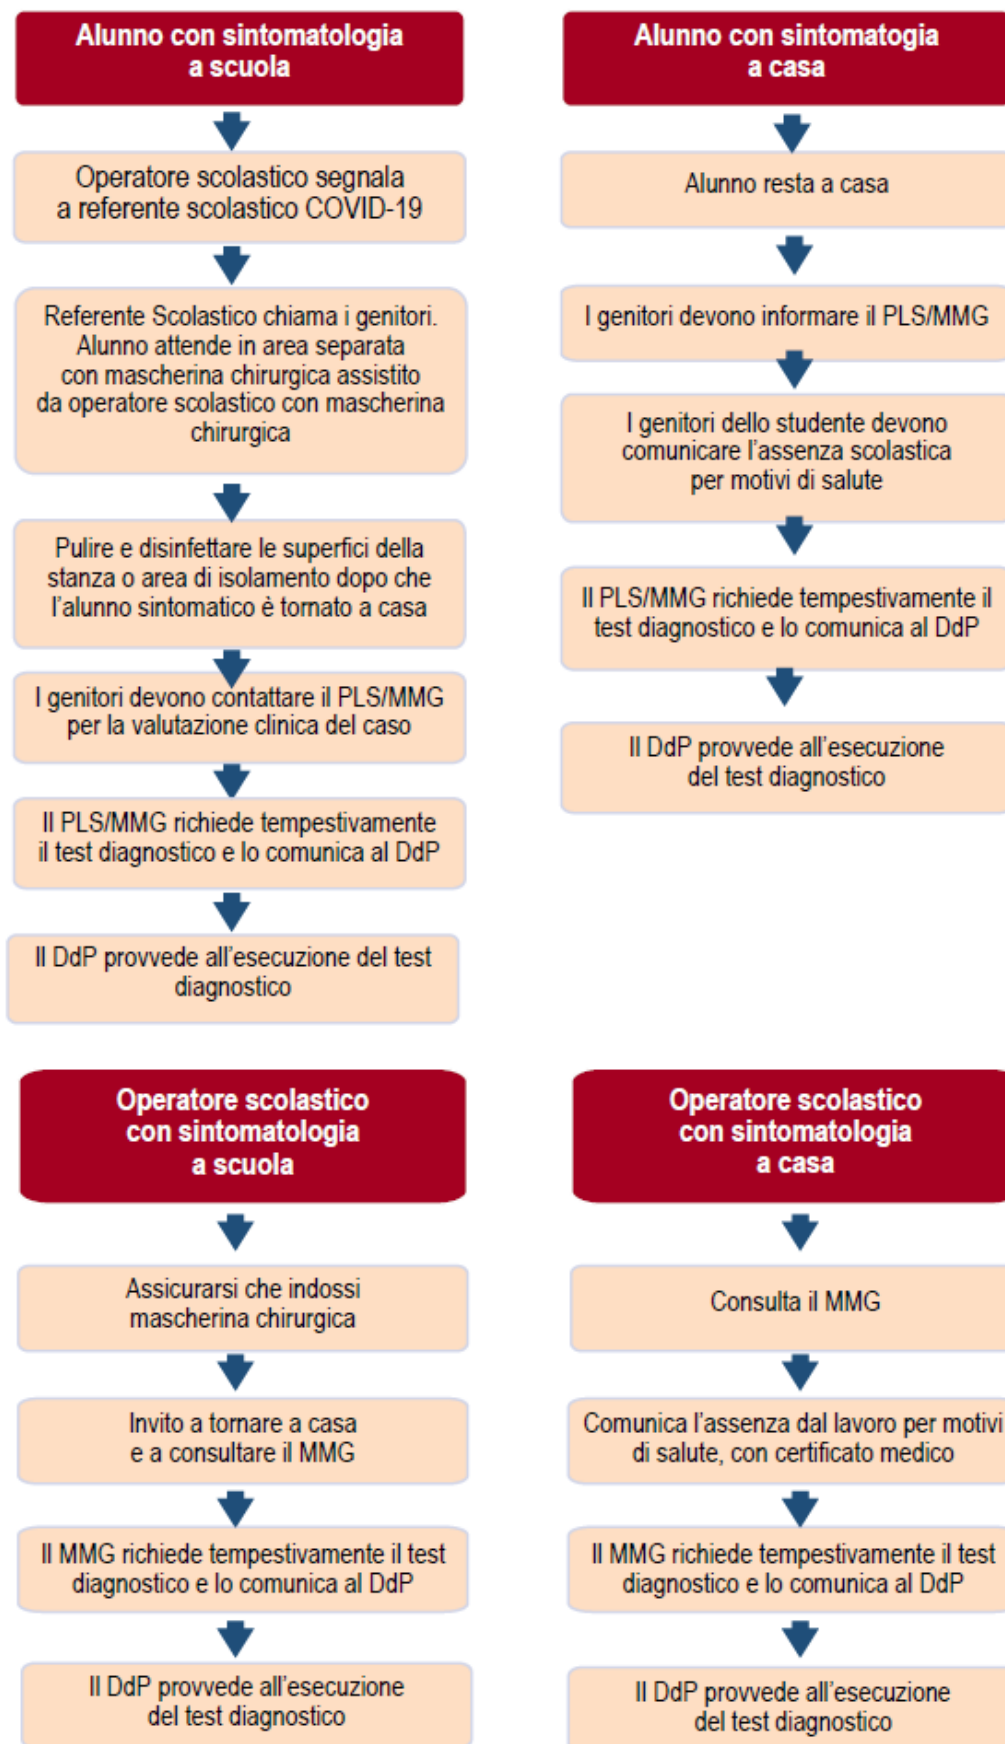 Alunno con sintomatologia
a scuola
Operatore scolastico segnala
a referente scolastico COVID-19
Referente Scolastico chiama i genitori.
Alunno attende in area separata
con mascherina chirurgica assistito
da operatore scolastico con mascherina
chirurgica
Pulire e disinfettare le superfici della
stanza o area di isolamento dopo che
l'alunno sintomatico è tornato a casa
I genitori devono contattare il PLS/MMG
per la valutazione clinica del caso
Il PLS/MMG richiede tempestivamente
il test diagnostico e lo comunica al DdP
Il DdP provvede all'esecuzione del test
diagnostico
Alunno con sintomatogia
a casa
Alunno resta a casa
I genitori devono informare il PLS/MMG
I genitori dello studente devono
comunicare l'assenza scolastica
per motivi di salute
Il PLS/MMG richiede tempestivamente il
test diagnostico e lo comunica al DdP
Il DdP provvede all'esecuzione
del test diagnostico
Operatore scolastico
con sintomatologia
a scuola
Assicurarsi che indossi
mascherina chirurgica
Invito a tornare a casa
e a consultare il MMG
Il MMG richiede tempestivamente il test
diagnostico e lo comunica al DdP
Il DdP provvede all'esecuzione
del test diagnostico
Operatore scolastico
con sintomatologia
a casa
Consulta il MMG
Comunica l'assenza dal lavoro per motivi
di salute, con certificato medico
Il MMG richiede tempestivamente il test
diagnostico e lo comunica al DdP
Il DdP provvede all'esecuzione
del test diagnostico